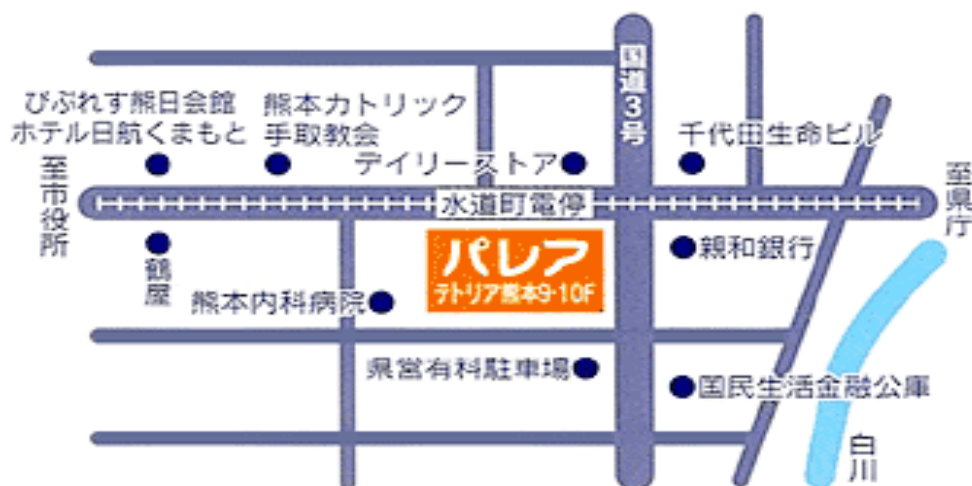 国道3号
びぷれす熊日会館
ホテル日航くまもと
熊本カトリック
手取教会
デイリーストア
千代田生命ビル
至市役所
至県庁
水道町電停
鶴屋
パレア
テトリア熊本9・10F
親和銀行
熊本内科病院
県営有料駐車場
国民生活金融公庫
白川